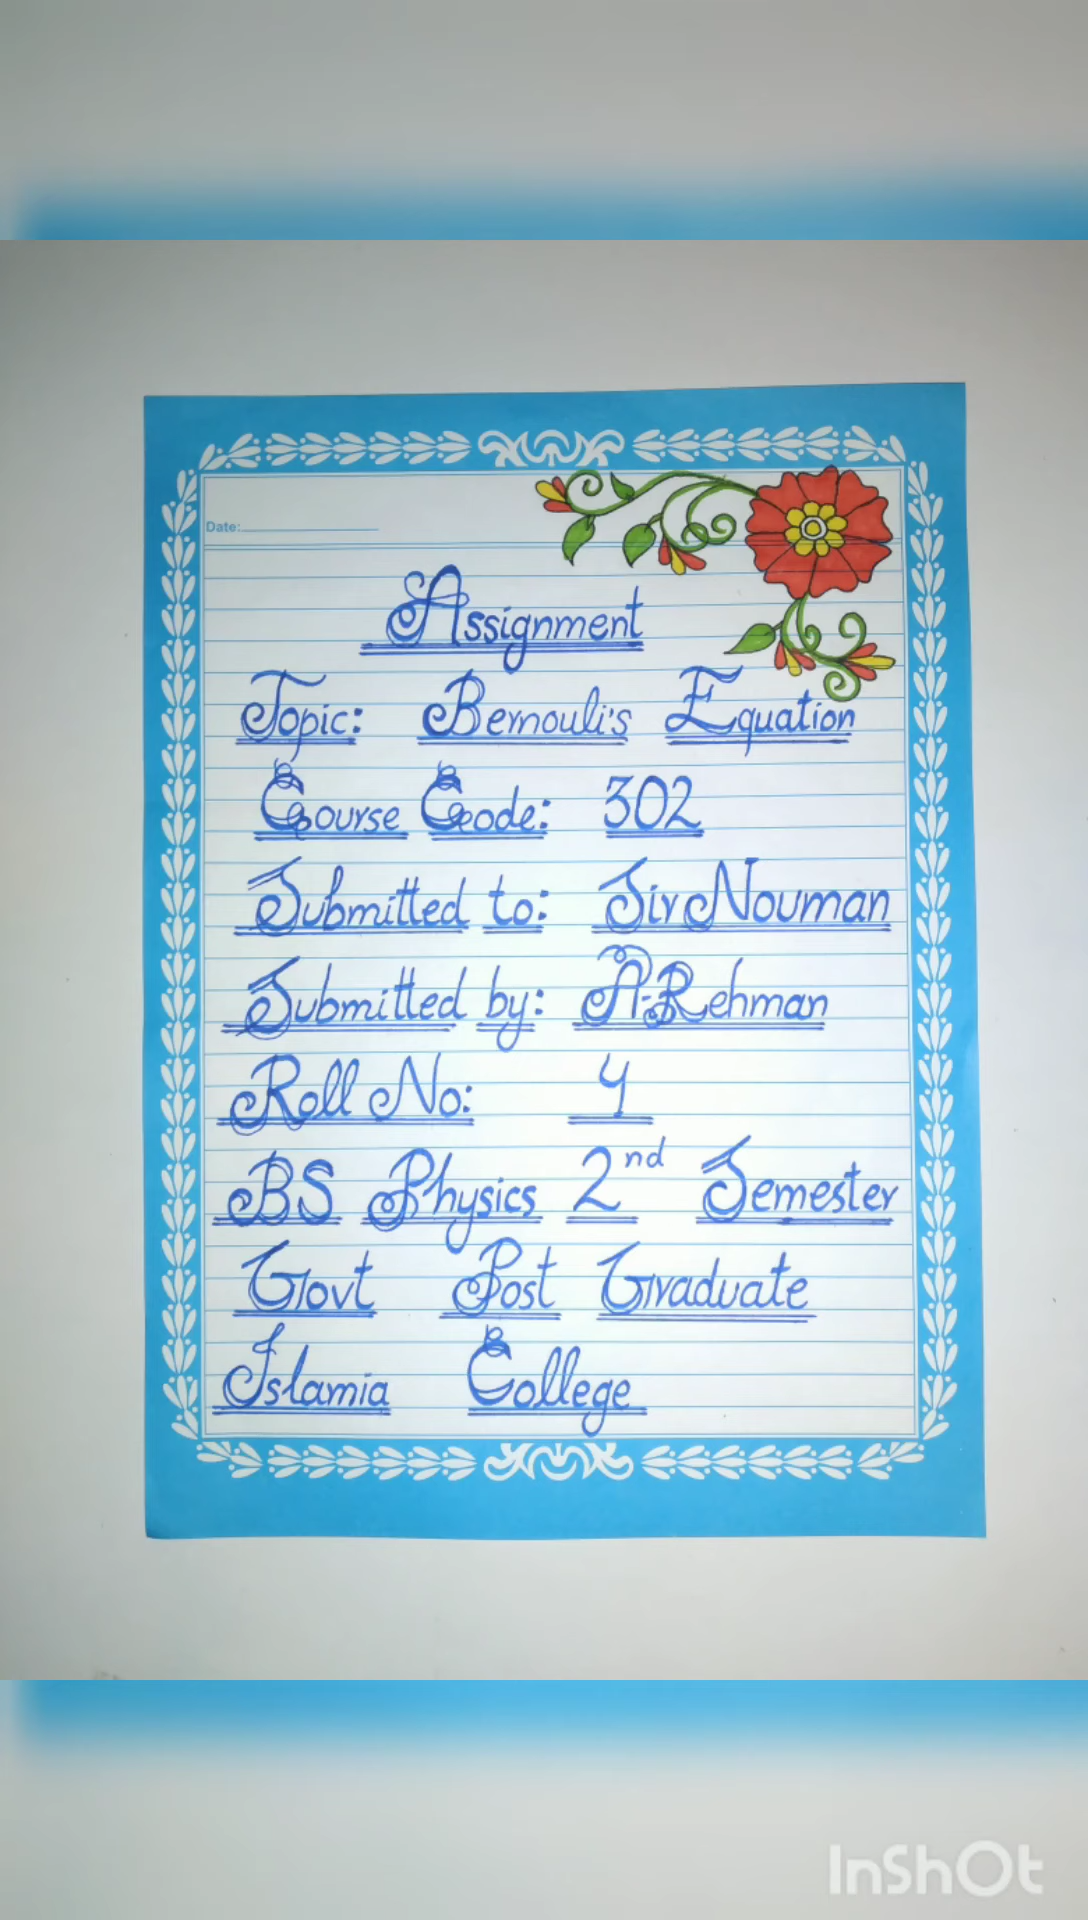 Date:
Assignment
Topic: Bernouli's Equation
Course Code: 302
Submitted to: Sir Nouman
Submitted by: A-Rehman
Roll No: 4
BS Physics 2nd Semester
Govt Post Graduate
Islamia College
InShOt